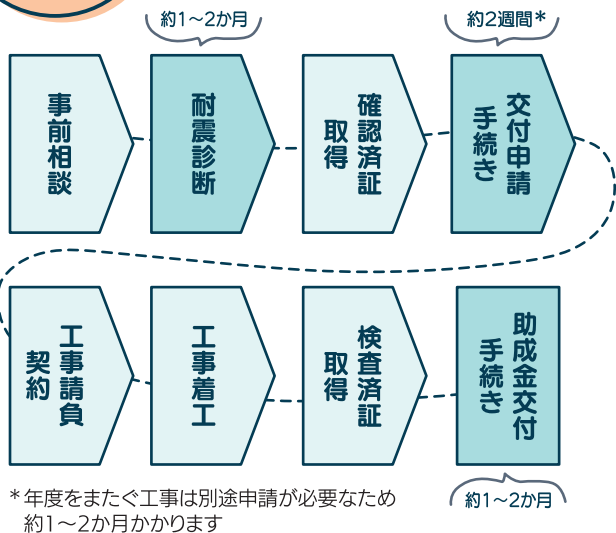 約1～2か月
約2週間*
事前相談
耐震診断
確認済証
取得
交付申請
手続き
工事請負
契約
工事着工
検査済証
取得
助成金交付
手続き
約1～2か月
*年度をまたぐ工事は別途申請が必要なため
約1～2か月かかります